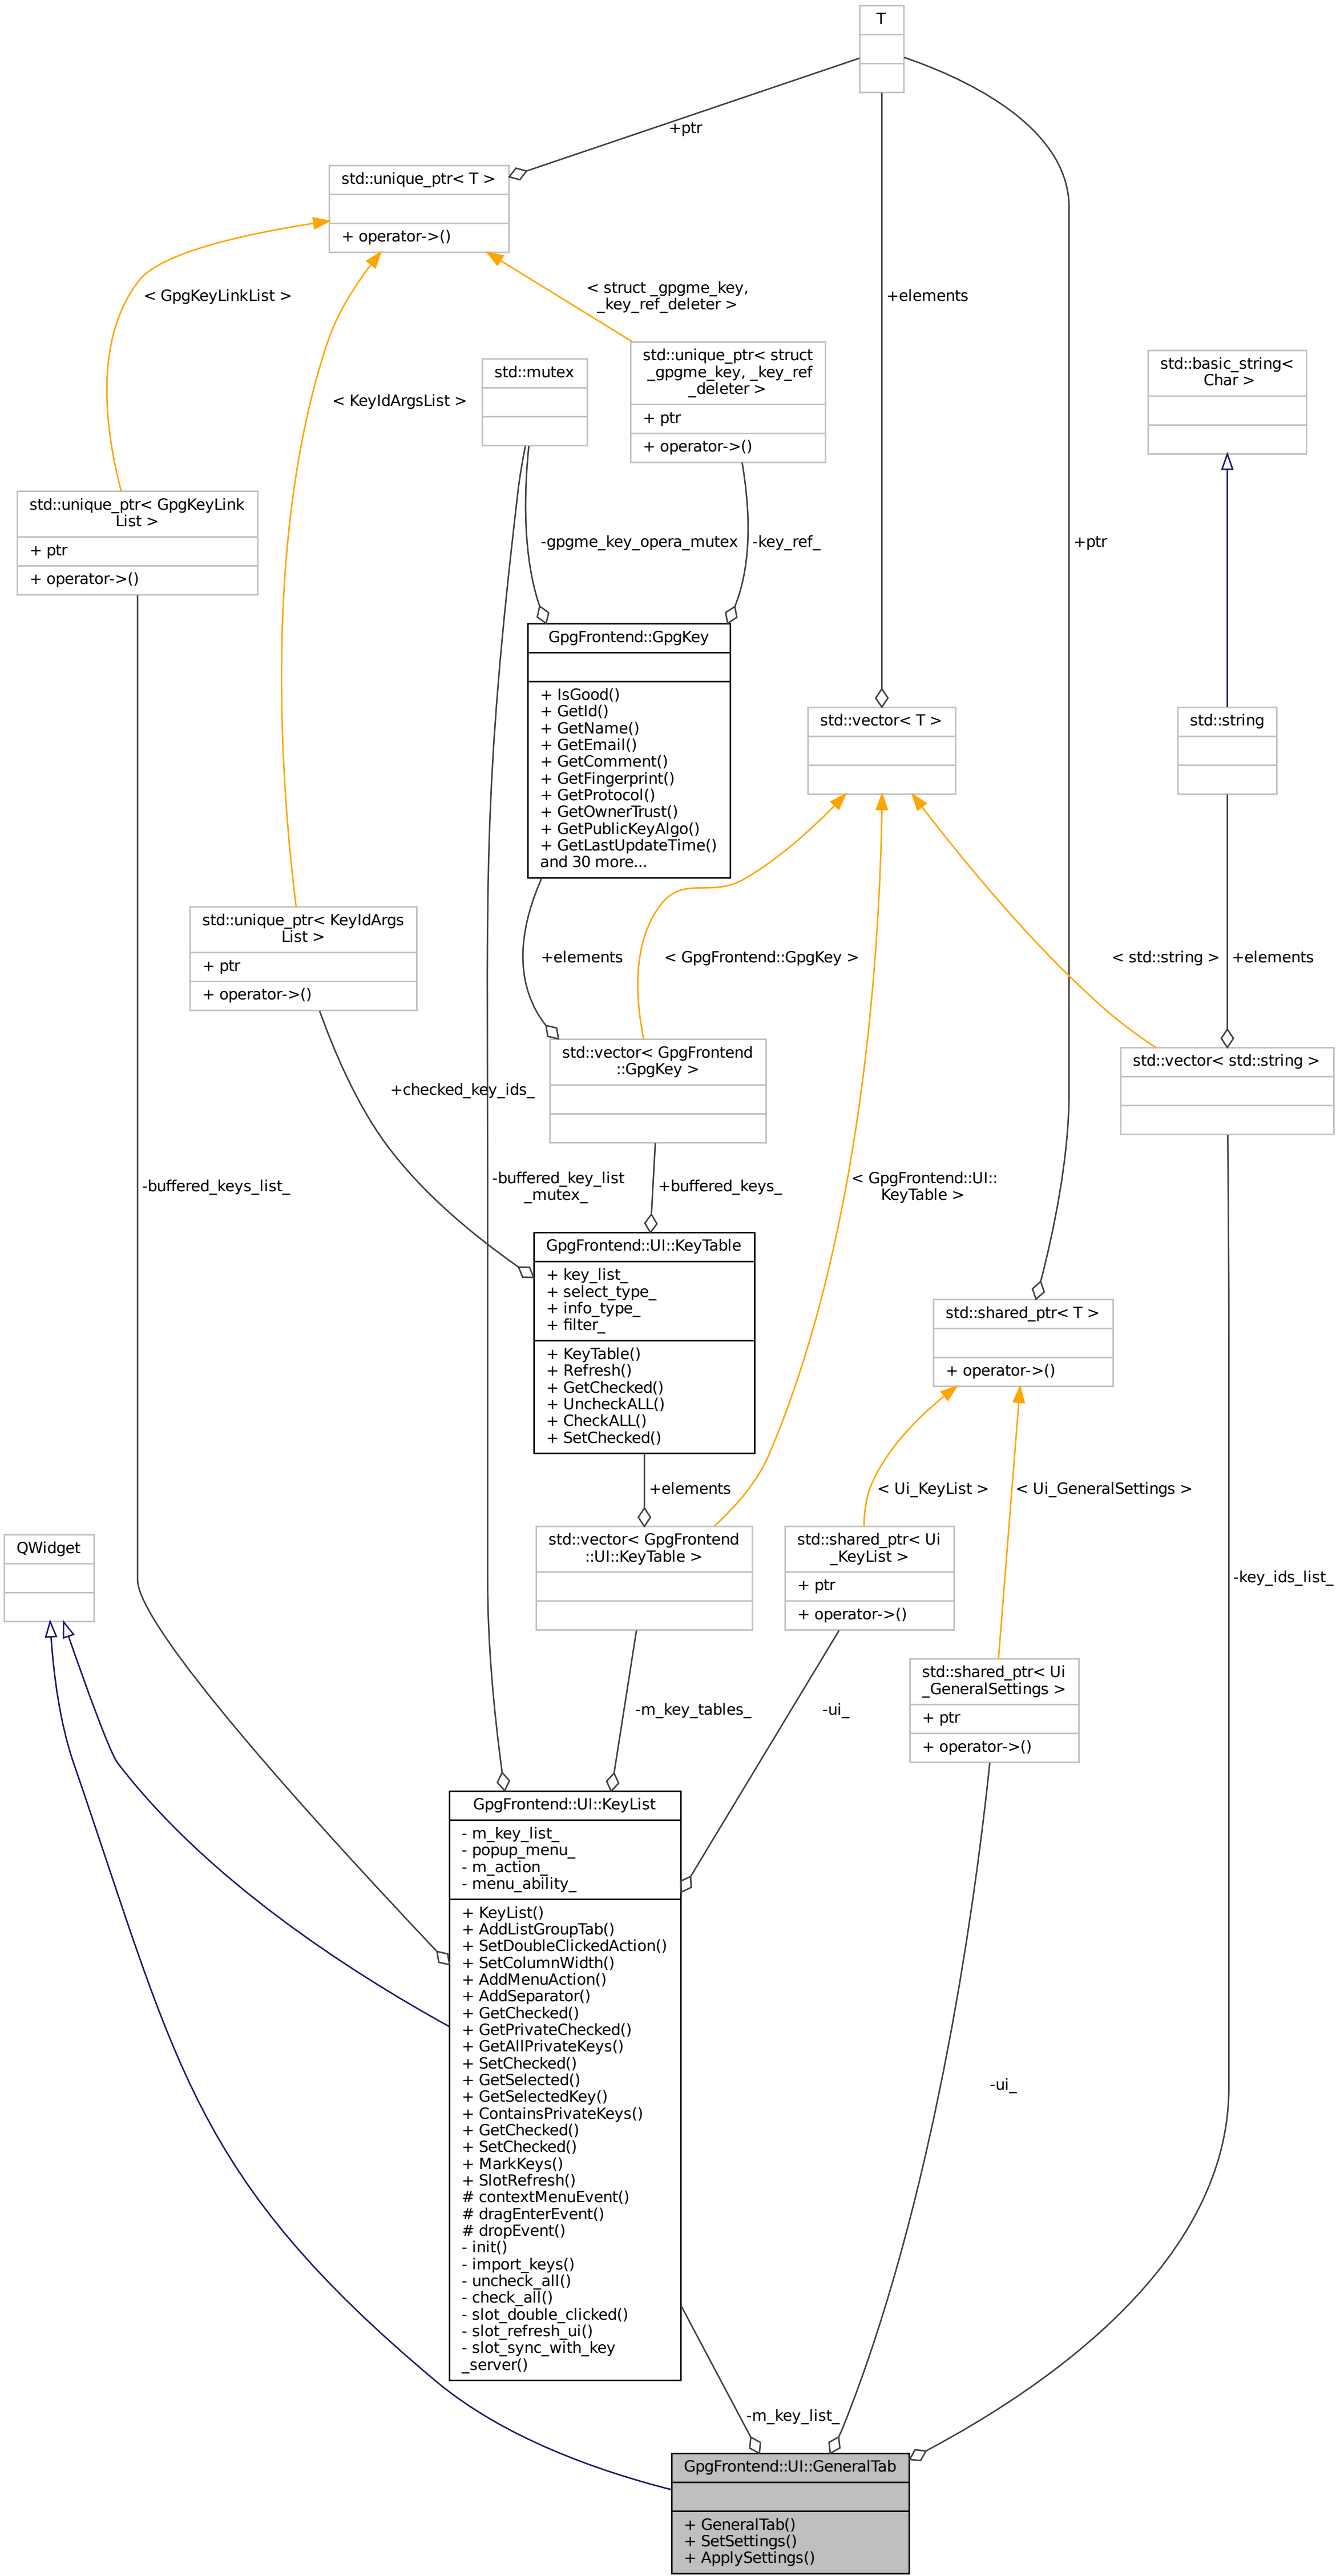 T
+ptr
std::unique_ptr< T >
+ operator->()
< GpgKeyLinkList >
< struct _gpgme_key,
_key_ref_deleter >
+elements
std::mutex
std::unique_ptr< struct
_gpgme_key, _key_ref
_deleter >
+ ptr
+ operator->()
std::basic_string<
Char >
< KeyIdArgsList >
std::unique_ptr< GpgKeyLink
List >
+ ptr
+ operator->()
-gpgme_key_opera_mutex
-key_ref_
+ptr
GpgFrontend::GpgKey
+ IsGood()
+ GetId()
+ GetName()
+ GetEmail()
+ GetComment()
+ GetFingerprint()
+ GetProtocol()
+ GetOwnerTrust()
+ GetPublicKeyAlgo()
+ GetLastUpdateTime()
and 30 more...
std::vector< T >
std::string
std::unique_ptr< KeyIdArgs
List >
+ ptr
+ operator->()
+elements
< GpgFrontend::GpgKey >
< std::string >
+elements
std::vector< GpgFrontend
::GpgKey >
std::vector< std::string >
+checked_key_ids_
-buffered_keys_list_
-buffered_key_list
_mutex_
+buffered_keys_
< GpgFrontend::UI::
KeyTable >
GpgFrontend::UI::KeyTable
+ key_list_
+ select_type_
+ info_type_
+ filter_
+ KeyTable()
+ Refresh()
+ GetChecked()
+ UncheckALL()
+ CheckALL()
+ SetChecked()
std::shared_ptr< T >
+ operator->()
+elements
< Ui_KeyList >
< Ui_GeneralSettings >
QWidget
std::vector< GpgFrontend
::UI::KeyTable >
std::shared_ptr< Ui
_KeyList >
+ ptr
+ operator->()
-key_ids_list_
std::shared_ptr< Ui
_GeneralSettings >
+ ptr
+ operator->()
-m_key_tables_
-ui_
GpgFrontend::UI::KeyList
- m_key_list_
- popup_menu_
- m_action_
- menu_ability_
+ KeyList()
+ AddListGroupTab()
+ SetDoubleClickedAction()
+ SetColumnWidth()
+ AddMenuAction()
+ AddSeparator()
+ GetChecked()
+ GetPrivateChecked()
+ GetAllPrivateKeys()
+ SetChecked()
+ GetSelected()
+ GetSelectedKey()
+ ContainsPrivateKeys()
+ GetChecked()
+ SetChecked()
+ MarkKeys()
+ SlotRefresh()
# contextMenuEvent()
# dragEnterEvent()
# dropEvent()
- init()
- import_keys()
- uncheck_all()
- check_all()
- slot_double_clicked()
- slot_refresh_ui()
- slot_sync_with_key
_server()
-ui_
-m_key_list_
GpgFrontend::UI::GeneralTab
+ GeneralTab()
+ SetSettings()
+ ApplySettings()